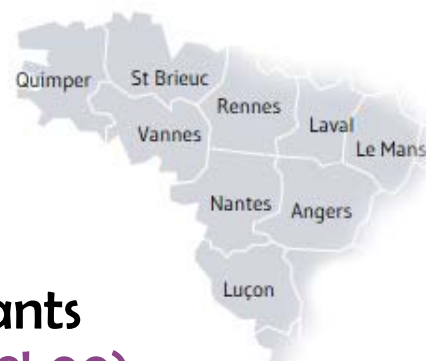 Quimper
St Brieuc
Rennes
Vannes
Laval
Le Mans
Nantes
Angers
Luçon
ants